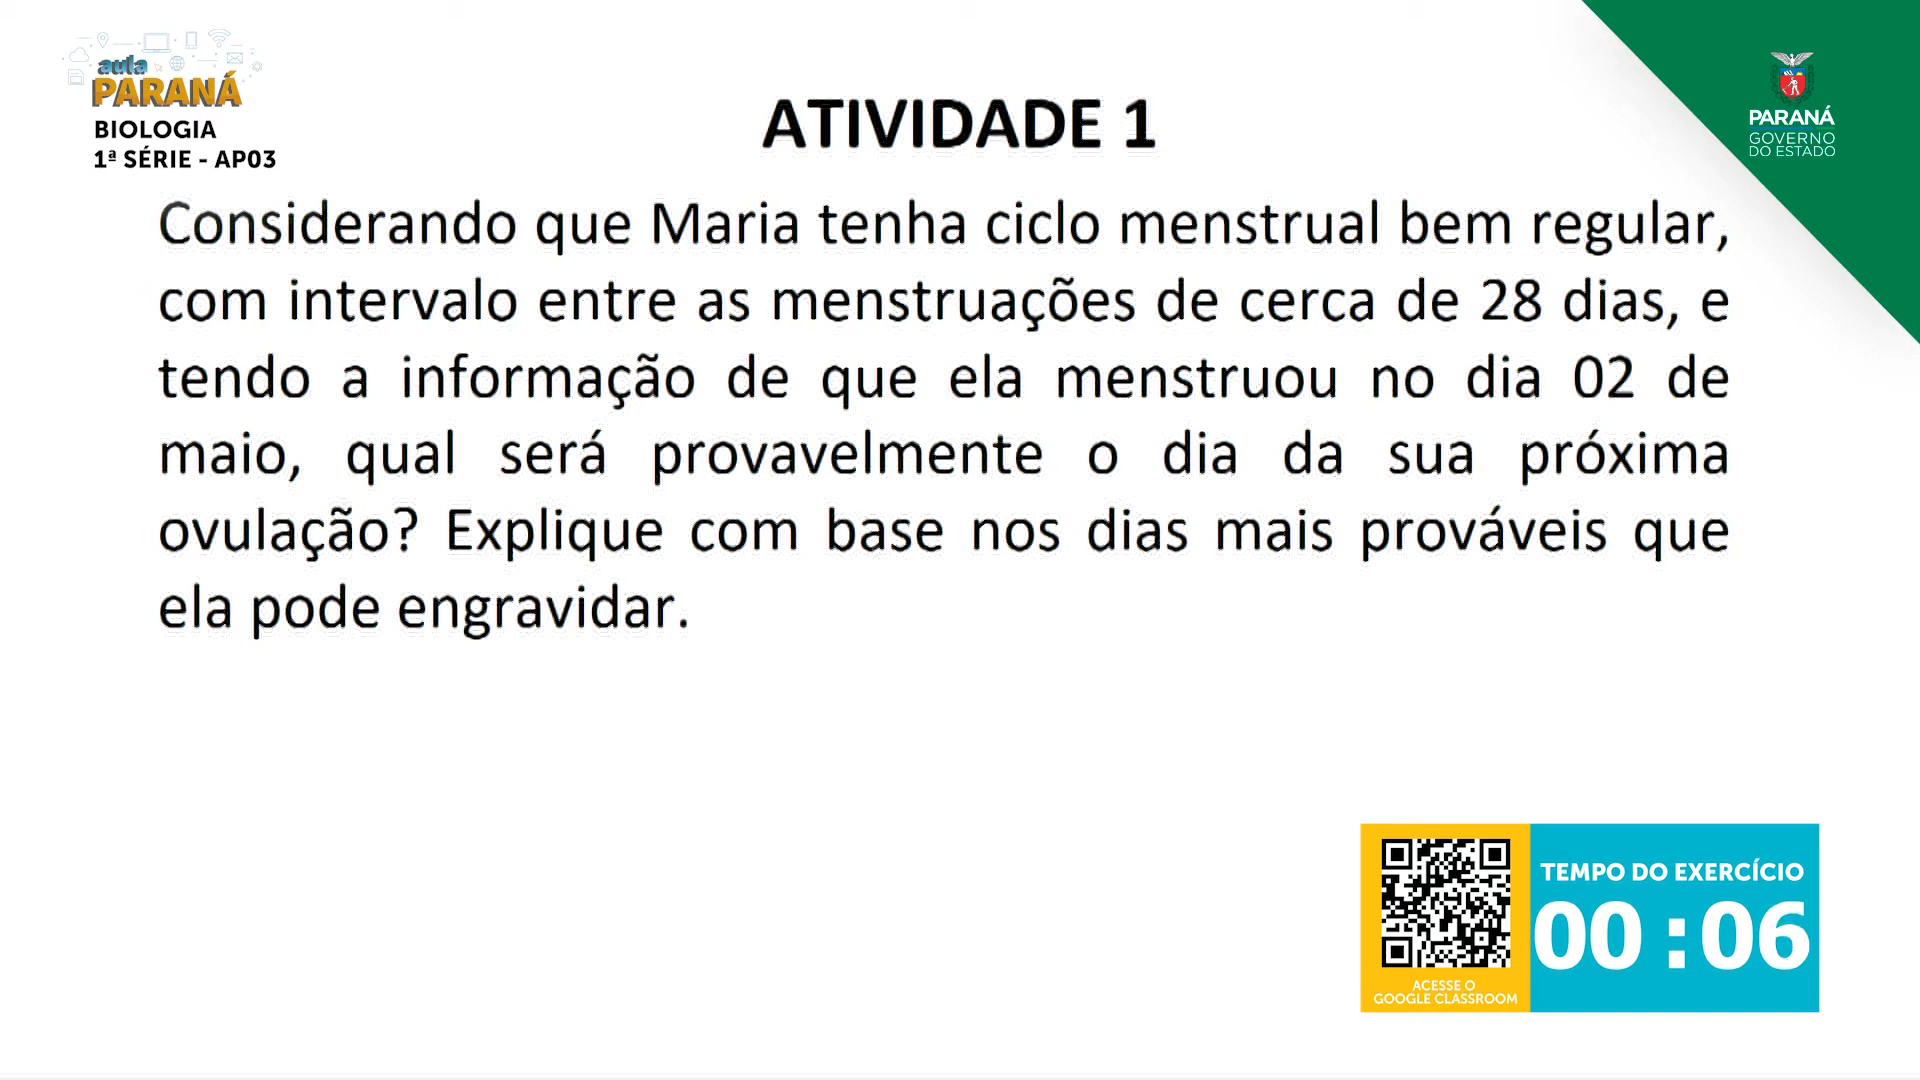 aula
PARANÁ
BIOLOGIA
1ª SÉRIE - AP03
PARANÁ
GOVERNO
DO ESTADO
ATIVIDADE 1
Considerando que Maria tenha ciclo menstrual bem regular,
com intervalo entre as menstruações de cerca de 28 dias, e
tendo a informação de que ela menstruou no dia 02 de
maio, qual será provavelmente o dia da sua próxima
ovulação? Explique com base nos dias mais prováveis que
ela pode engravidar.
TEMPO DO EXERCÍCIO
00 : 06
ACESSE O
GOOGLE CLASSROOM